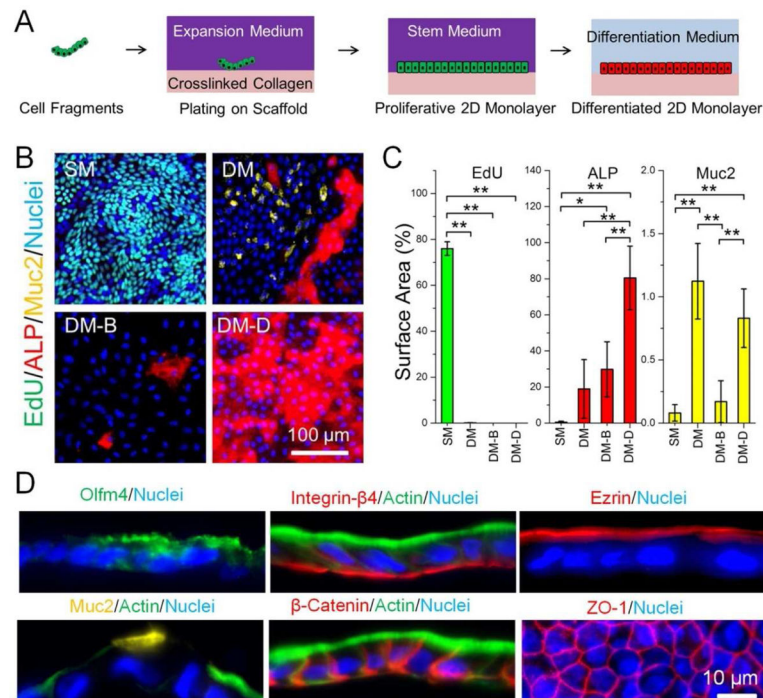 A
Expansion Medium
Stem Medium
Differentiation Medium
Crosslinked Collagen
Cell Fragments
Plating on Scaffold
Proliferative 2D Monolayer
Differentiated 2D Monolayer
B
EdU/ALP/Muc2/Nuclei
SM
DM
DM-B
DM-D
100 µm
C
Surface Area (%)
EdU
**
**
**
100
80
60
40
20
0
SM
DM
DM-B
DM-D
ALP
**
*
**
**
140
120
100
80
60
40
20
0
SM
DM
DM-B
DM-D
Muc2
**
**
**
**
2.0
1.5
1.0
0.5
0.0
SM
DM
DM-B
DM-D
D
Olfm4/Nuclei
Integrin-β4/Actin/Nuclei
Ezrin/Nuclei
Muc2/Actin/Nuclei
β-Catenin/Actin/Nuclei
ZO-1/Nuclei
10 µm